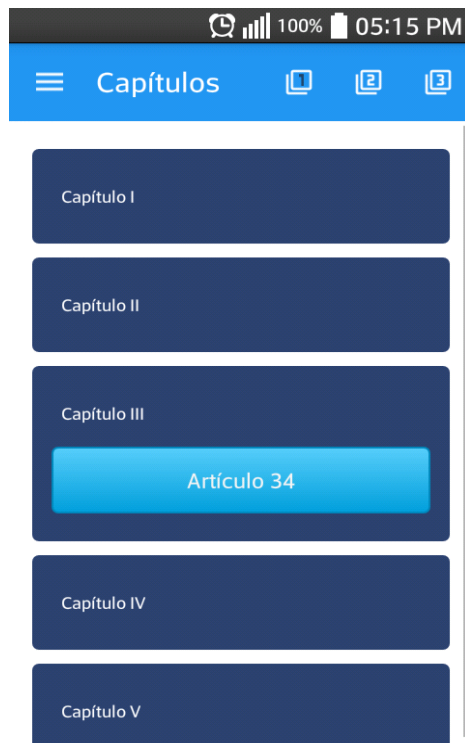 100% 05:15 PM
Capítulos 1 2 3
Capítulo I
Capítulo II
Capítulo III
Artículo 34
Capítulo IV
Capítulo V